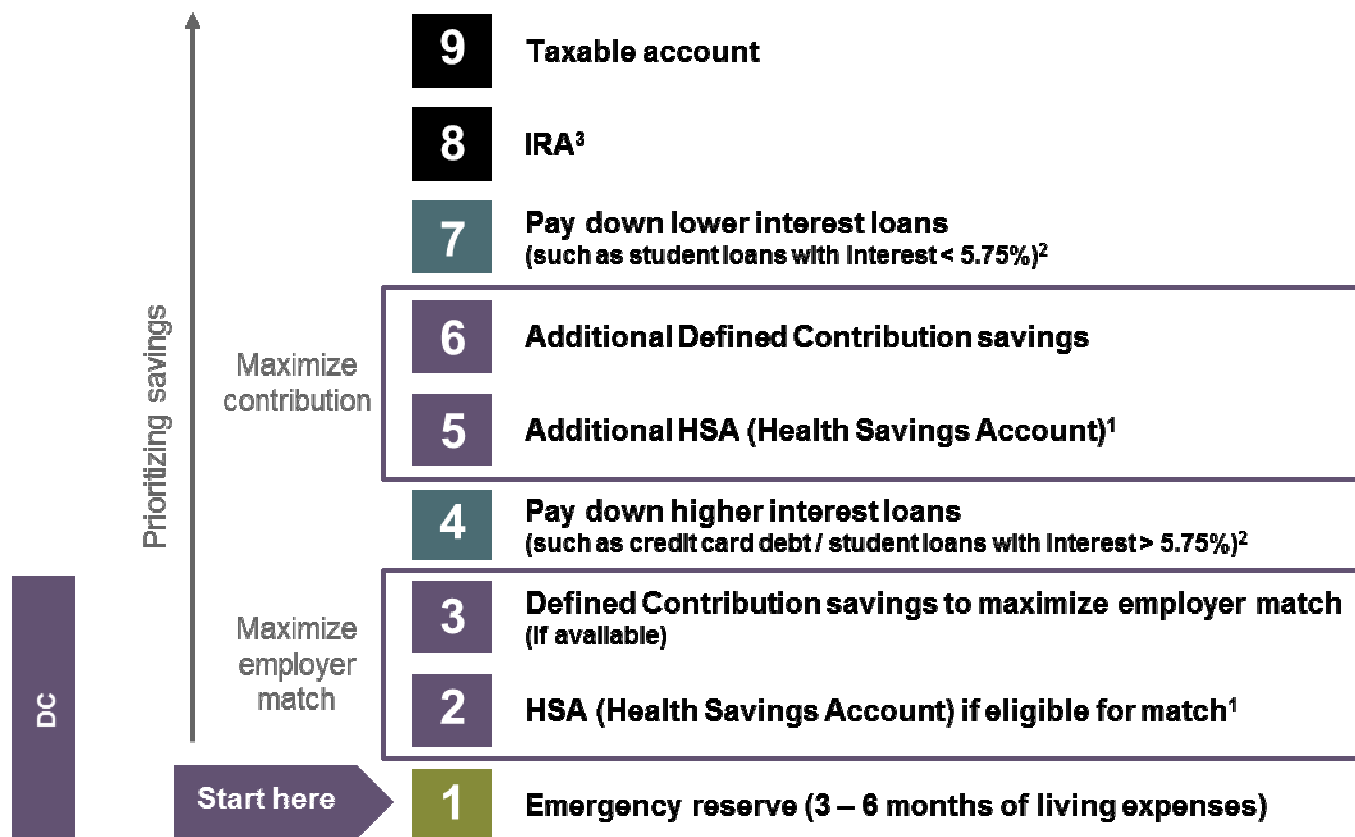 9 Taxable account
8 IRA³
7 Pay down lower interest loans
(such as student loans with interest < 5.75%)²
6 Additional Defined Contribution savings
Maximize
contribution
5 Additional HSA (Health Savings Account)¹
Prioritizing savings
4 Pay down higher interest loans
(such as credit card debt / student loans with interest > 5.75%)²
3 Defined Contribution savings to maximize employer match
(if available)
Maximize
employer
match
2 HSA (Health Savings Account) if eligible for match¹
DC
Start here
1 Emergency reserve (3 – 6 months of living expenses)